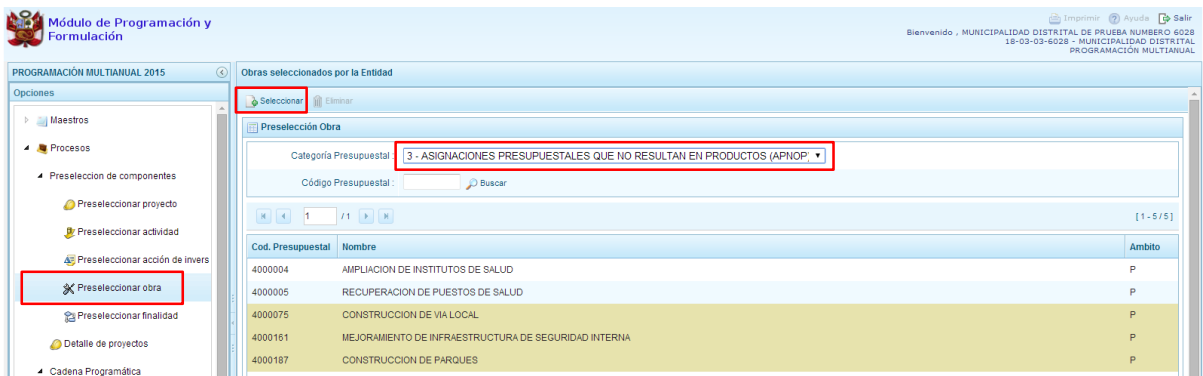 Módulo de Programación y
Formulación
Imprimir Ayuda Salir
Bienvenido , MUNICIPALIDAD DISTRITAL DE PRUEBA NUMBERO 6028
18-03-03-6028 - MUNICIPALIDAD DISTRITAL
PROGRAMACIÓN MULTIANUAL
PROGRAMACIÓN MULTIANUAL 2015
Opciones
Maestros
Procesos
Preseleccion de componentes
Preseleccionar proyecto
Preseleccionar actividad
Preseleccionar acción de invers
Preseleccionar obra
Preseleccionar finalidad
Detalle de proyectos
Cadena Programática
Obras seleccionados por la Entidad
Seleccionar Eliminar
Preselección Obra
Categoría Presupuestal : 3 - ASIGNACIONES PRESUPUESTALES QUE NO RESULTAN EN PRODUCTOS (APNOP)
Código Presupuestal : Buscar
1 / 1 [ 1 - 5 / 5 ]
Cod. Presupuestal Nombre Ambito
4000004 AMPLIACION DE INSTITUTOS DE SALUD P
4000005 RECUPERACION DE PUESTOS DE SALUD P
4000075 CONSTRUCCION DE VIA LOCAL P
4000161 MEJORAMIENTO DE INFRAESTRUCTURA DE SEGURIDAD INTERNA P
4000187 CONSTRUCCION DE PARQUES P